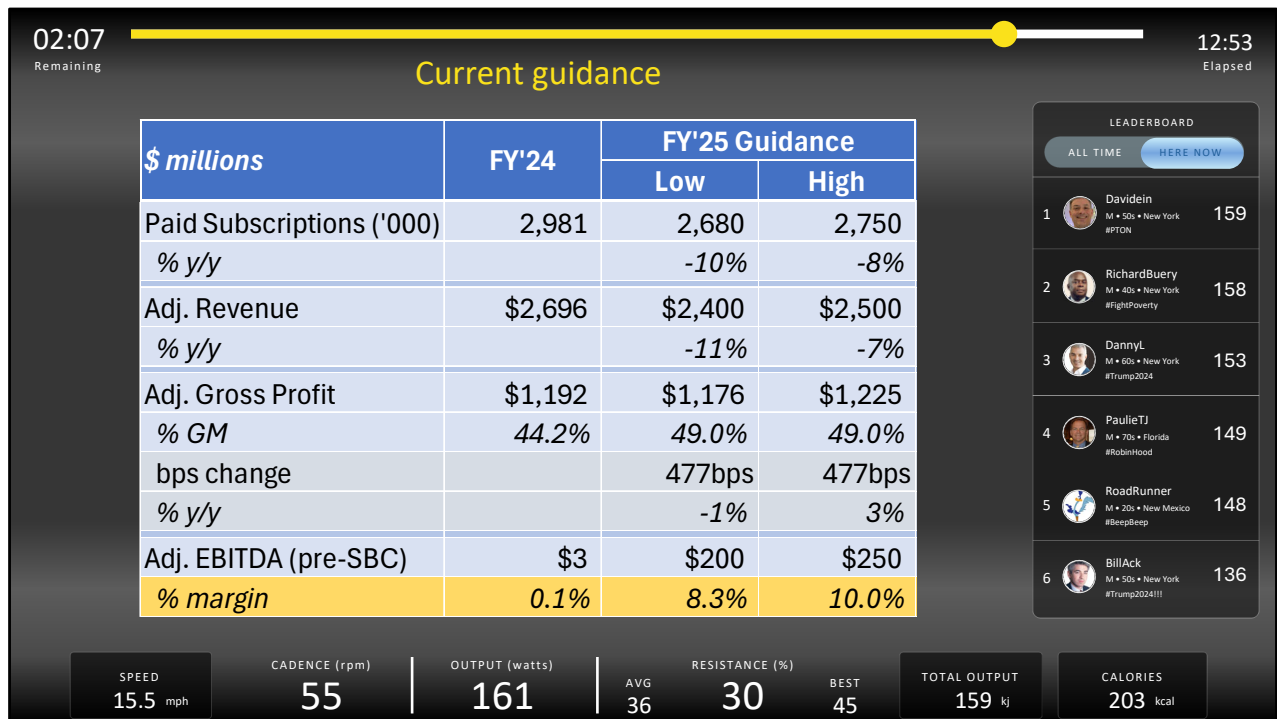 02:07
Remaining
12:53
Elapsed
Current guidance
$ millions FY'24 FY'25 Guidance
Low High
Paid Subscriptions ('000) 2,981 2,680 2,750
% y/y -10% -8%
Adj. Revenue $2,696 $2,400 $2,500
% y/y -11% -7%
Adj. Gross Profit $1,192 $1,176 $1,225
% GM 44.2% 49.0% 49.0%
bps change 477bps 477bps
% y/y -1% 3%
Adj. EBITDA (pre-SBC) $3 $200 $250
% margin 0.1% 8.3% 10.0%
LEADERBOARD
ALL TIME HERE NOW
1 Davidein 159
M • 50s • New York
#PTON
2 RichardBuery 158
M • 40s • New York
#FightPoverty
3 DannyL 153
M • 60s • New York
#Trump2024
4 PaulieTJ 149
M • 70s • Florida
#RobinHood
5 RoadRunner 148
M • 20s • New Mexico
#BeepBeep
6 BillAck 136
M • 50s • New York
#Trump2024!!!
SPEED
15.5 mph
CADENCE (rpm)
55
OUTPUT (watts)
161
RESISTANCE (%)
AVG
36
30
BEST
45
TOTAL OUTPUT
159 kj
CALORIES
203 kcal